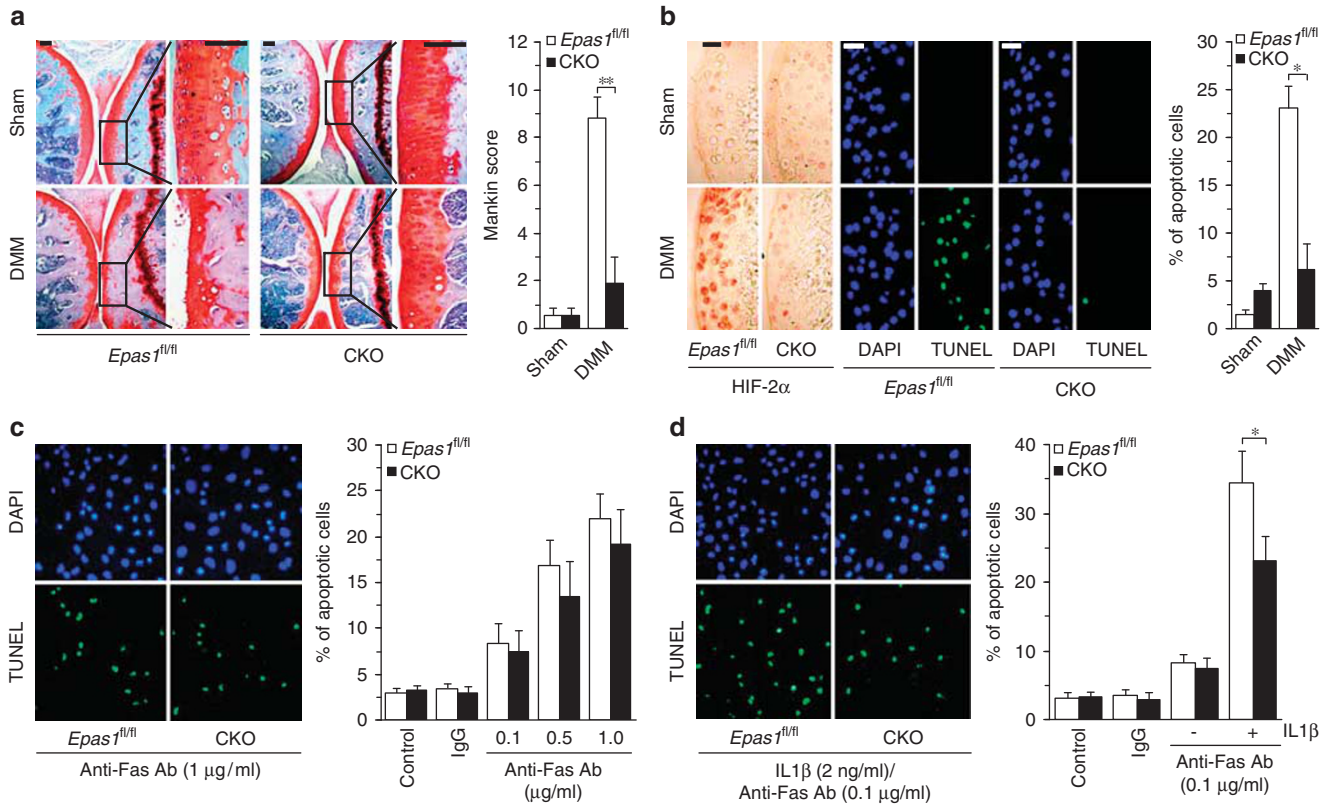 a
Sham
DMM
Epas1fl/fl
CKO
Mankin score
12
10
8
6
4
2
0
Epas1fl/fl
CKO
**
Sham
DMM
b
Sham
DMM
Epas1fl/fl CKO DAPI TUNEL DAPI TUNEL
HIF-2α Epas1fl/fl CKO
% of apoptotic cells
30
25
20
15
10
5
0
Epas1fl/fl
CKO
*
Sham
DMM
c
DAPI
TUNEL
Epas1fl/fl CKO
Anti-Fas Ab (1 μg/ml)
% of apoptotic cells
30
25
20
15
10
5
0
Epas1fl/fl
CKO
Control
IgG
0.1 0.5 1.0
Anti-Fas Ab
(μg/ml)
d
DAPI
TUNEL
Epas1fl/fl CKO
IL1β (2 ng/ml)/
Anti-Fas Ab (0.1 μg/ml)
% of apoptotic cells
40
30
20
10
0
Epas1fl/fl
CKO
*
Control
IgG
- + IL1β
Anti-Fas Ab
(0.1 μg/ml)